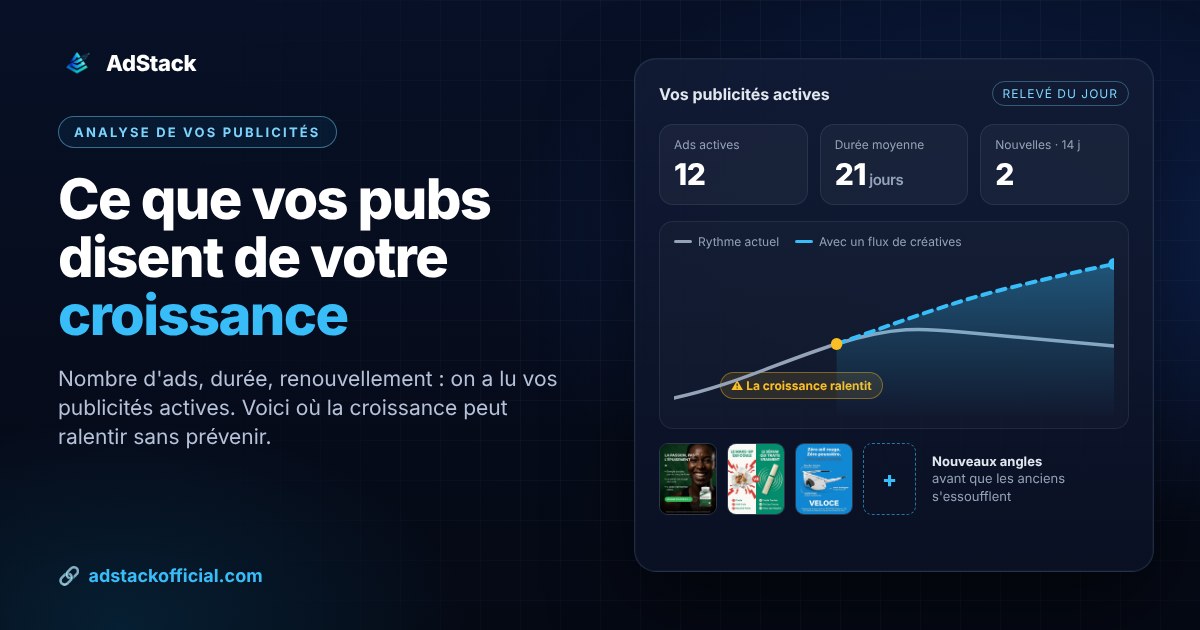 AdStack
ANALYSE DE VOS PUBLICITÉS
Ce que vos pubs
disent de votre
croissance
Nombre d'ads, durée, renouvellement : on a lu vos
publicités actives. Voici où la croissance peut
ralentir sans prévenir.
adstackofficial.com
Vos publicités actives
RELEVÉ DU JOUR
Ads actives
12
Durée moyenne
21 jours
Nouvelles · 14 j
2
Rythme actuel
Avec un flux de créatives
⚠ La croissance ralentit
Zéro mél rouge.
VELOCE
+
Nouveaux angles
avant que les anciens
s'essoufflent